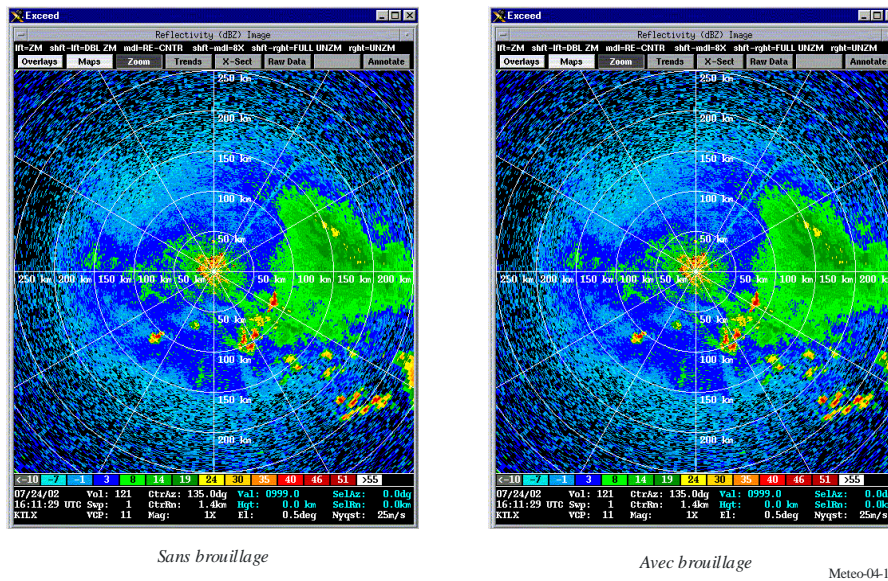 Exceed
Reflectivity (dBZ) Image
lft=ZM shft-lft=DBL ZM mdl=RE-CNTR shft-mdl=8X shft-rght=FULL UNZM rght=UNZM
Overlays Maps Zoom Trends X-Sect Raw Data Annotate
250 km
200 km
150 km
100 km
50 km
250 km 200 km 150 km 100 km 50 km 50 km 100 km 150 km 200 km
50 km
100 km
150 km
200 km
<-10 -7 -1 3 8 14 19 24 30 35 40 46 51 >55
07/24/02 Vol: 121 CtrAz: 135.0dg Val: 0999.0 SelAz: 0.0dg
16:11:29 UTC Swp: 1 CtrRn: 1.4km Hgt: 0.0 km SelRn: 0.0km
KTLX VCP: 11 Mag: 1X El: 0.5deg Nyqst: 25m/s
Sans brouillage
Exceed
Reflectivity (dBZ) Image
lft=ZM shft-lft=DBL ZM mdl=RE-CNTR shft-mdl=8X shft-rght=FULL UNZM rght=UNZM
Overlays Maps Zoom Trends X-Sect Raw Data Annotate
250 km
200 km
150 km
100 km
50 km
250 km 200 km 150 km 100 km 50 km 50 km 100 km 150 km 200 km
50 km
100 km
150 km
200 km
<-10 -7 -1 3 8 14 19 24 30 35 40 46 51 >55
07/24/02 Vol: 121 CtrAz: 135.0dg Val: 0999.0 SelAz: 0.0dg
16:11:29 UTC Swp: 1 CtrRn: 1.4km Hgt: 0.0 km SelRn: 0.0k
KTLX VCP: 11 Mag: 1X El: 0.5deg Nyqst: 25m/s
Avec brouillage
Meteo-04-1